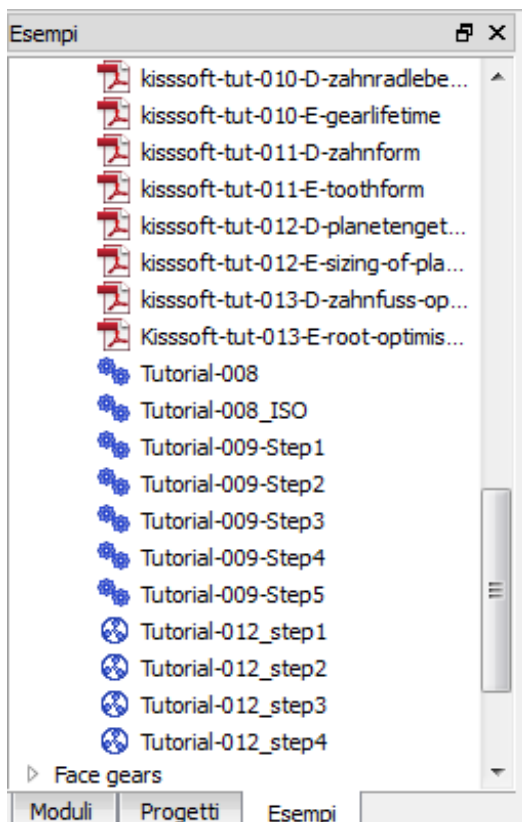 Esempi
kisssoft-tut-010-D-zahnradlebe...
kisssoft-tut-010-E-gearlifetime
kisssoft-tut-011-D-zahnform
kisssoft-tut-011-E-toothform
kisssoft-tut-012-D-planetenget...
kisssoft-tut-012-E-sizing-of-pla...
kisssoft-tut-013-D-zahnfuss-op...
Kisssoft-tut-013-E-root-optimis...
Tutorial-008
Tutorial-008_ISO
Tutorial-009-Step1
Tutorial-009-Step2
Tutorial-009-Step3
Tutorial-009-Step4
Tutorial-009-Step5
Tutorial-012_step1
Tutorial-012_step2
Tutorial-012_step3
Tutorial-012_step4
Face gears
Moduli Progetti Esempi